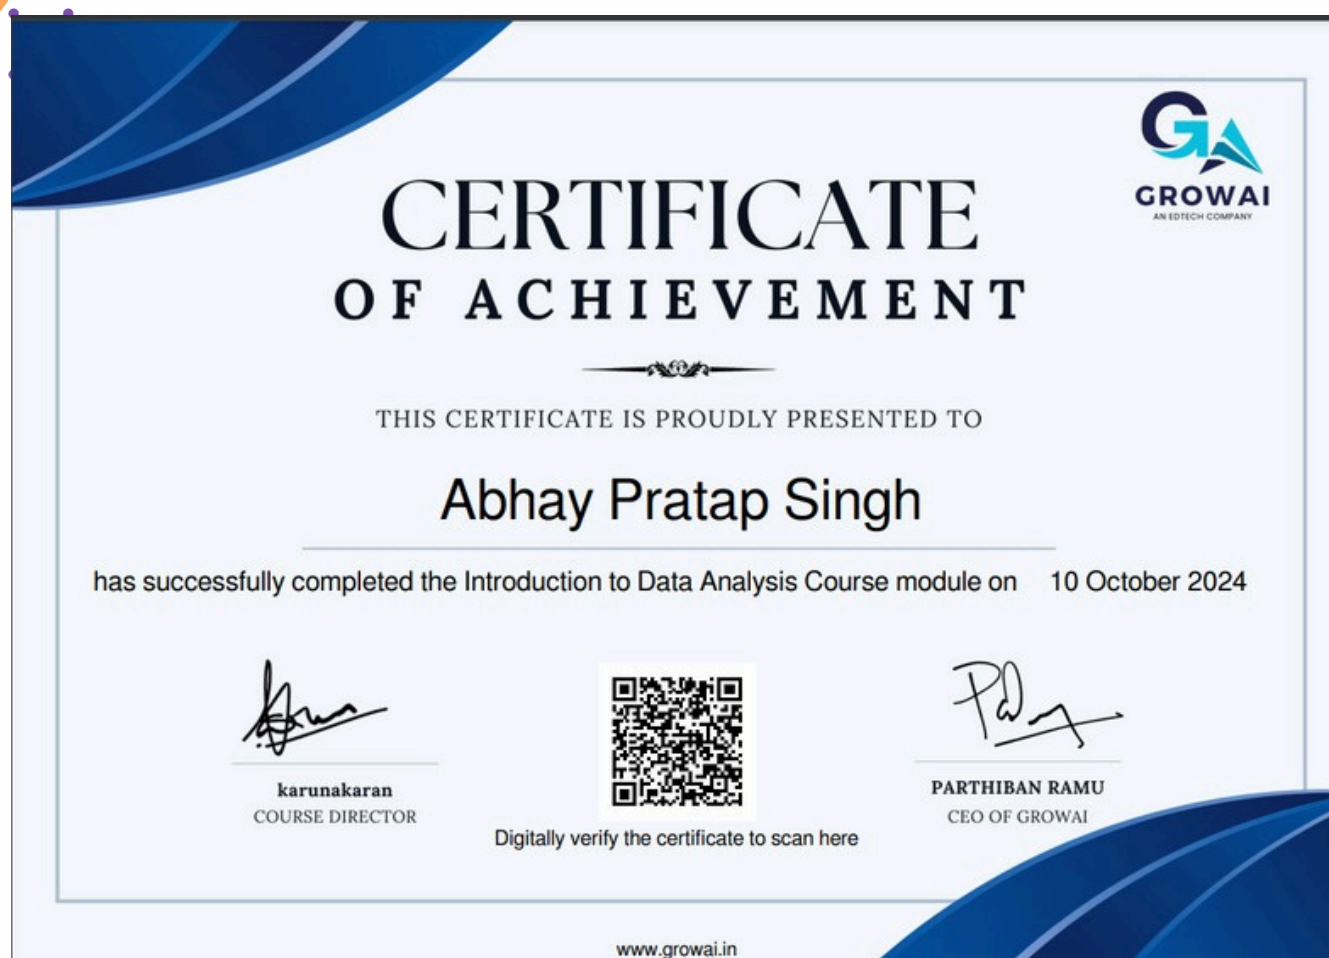 GROWAI
AN EDTECH COMPANY
CERTIFICATE
OF ACHIEVEMENT
THIS CERTIFICATE IS PROUDLY PRESENTED TO
Abhay Pratap Singh
has successfully completed the Introduction to Data Analysis Course module on 10 October 2024
karunakaran
COURSE DIRECTOR
PARTHIBAN RAMU
CEO OF GROWAI
Digitally verify the certificate to scan here
www.growai.in